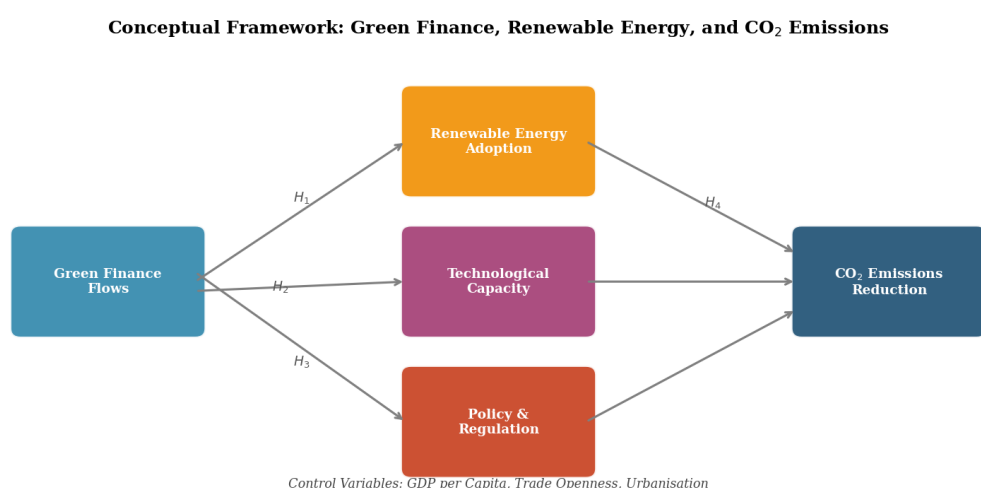 Conceptual Framework: Green Finance, Renewable Energy, and CO₂ Emissions
Renewable Energy
Adoption
H₁
H₄
Green Finance
Flows
H₂
Technological
Capacity
CO₂ Emissions
Reduction
H₃
Policy &
Regulation
Control Variables: GDP per Capita, Trade Openness, Urbanisation